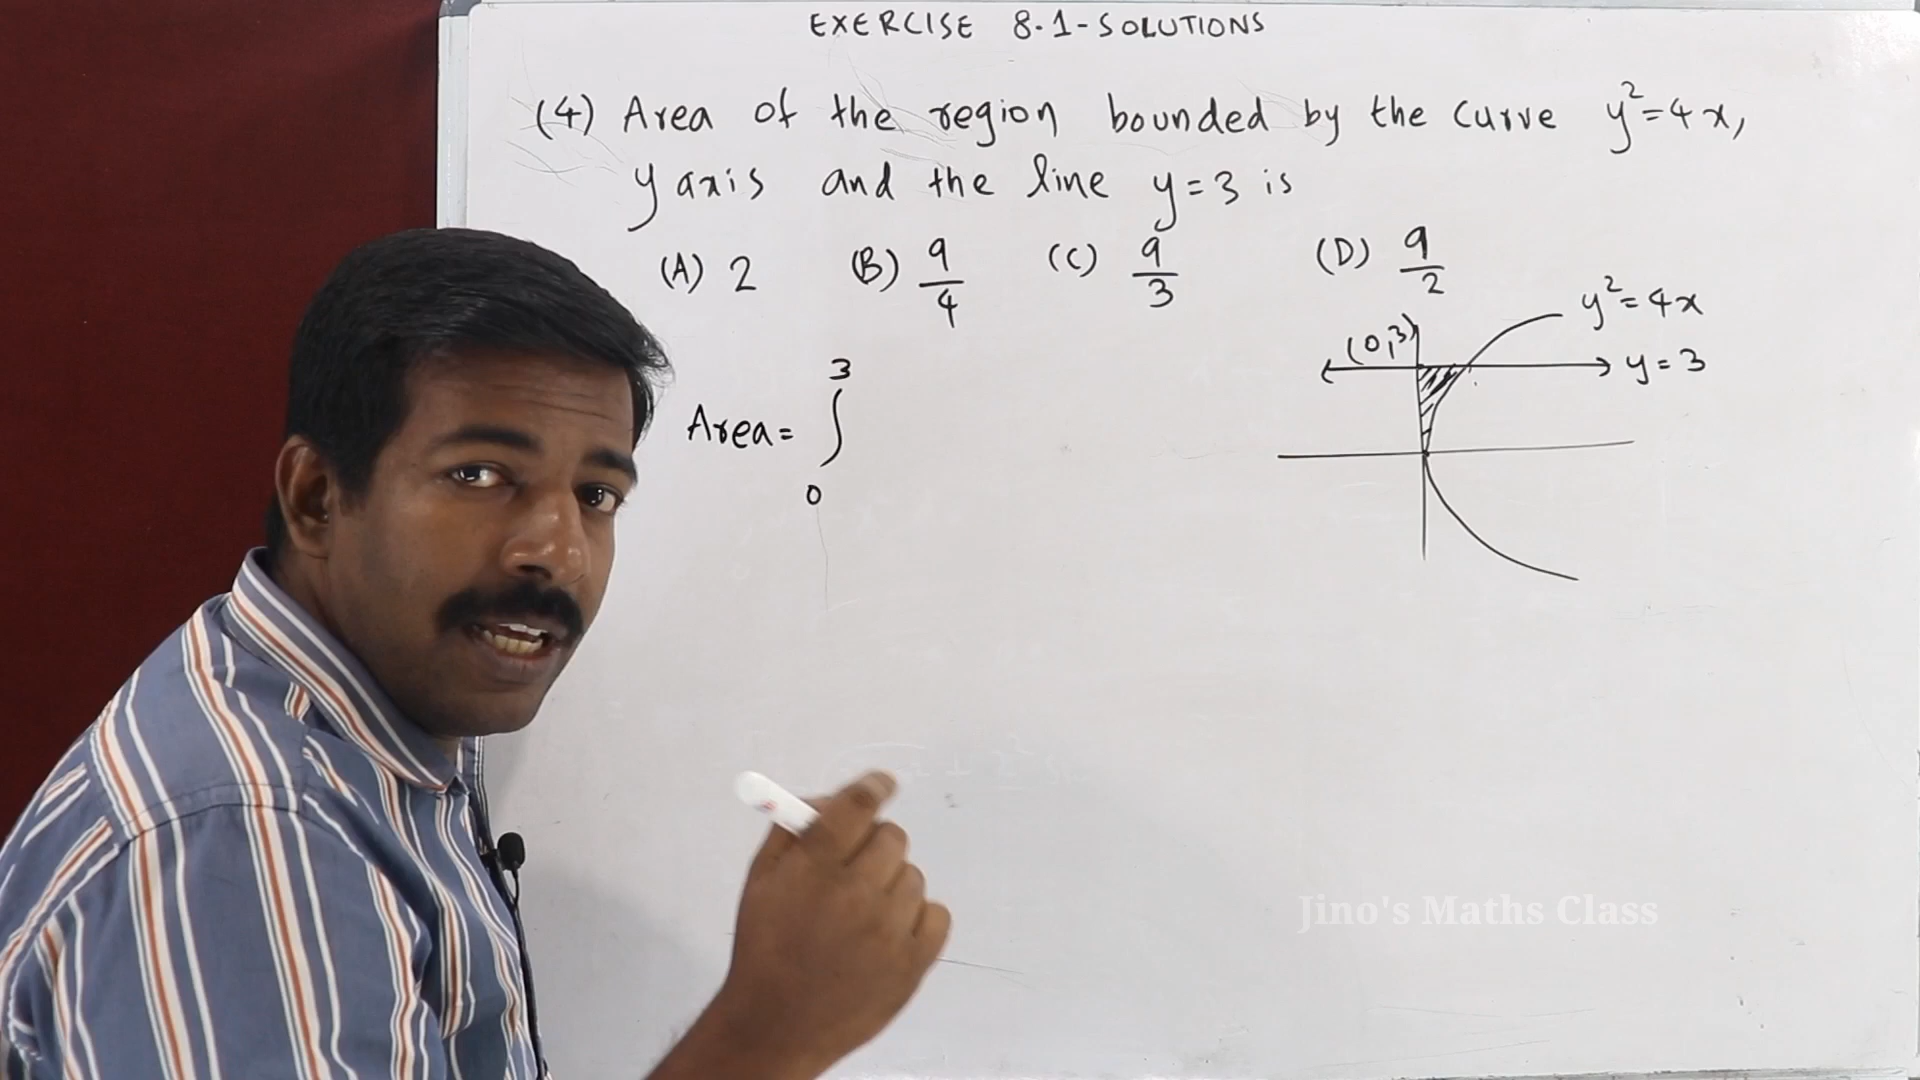 EXERCISE 8.1-SOLUTIONS
(4) Area of the region bounded by the curve y²=4x,
y axis and the line y=3 is
(A) 2 (B) 9/4 (C) 9/3 (D) 9/2
y²=4x
(0,3)
y=3
3
Area= ∫
0
Jino's Maths Class